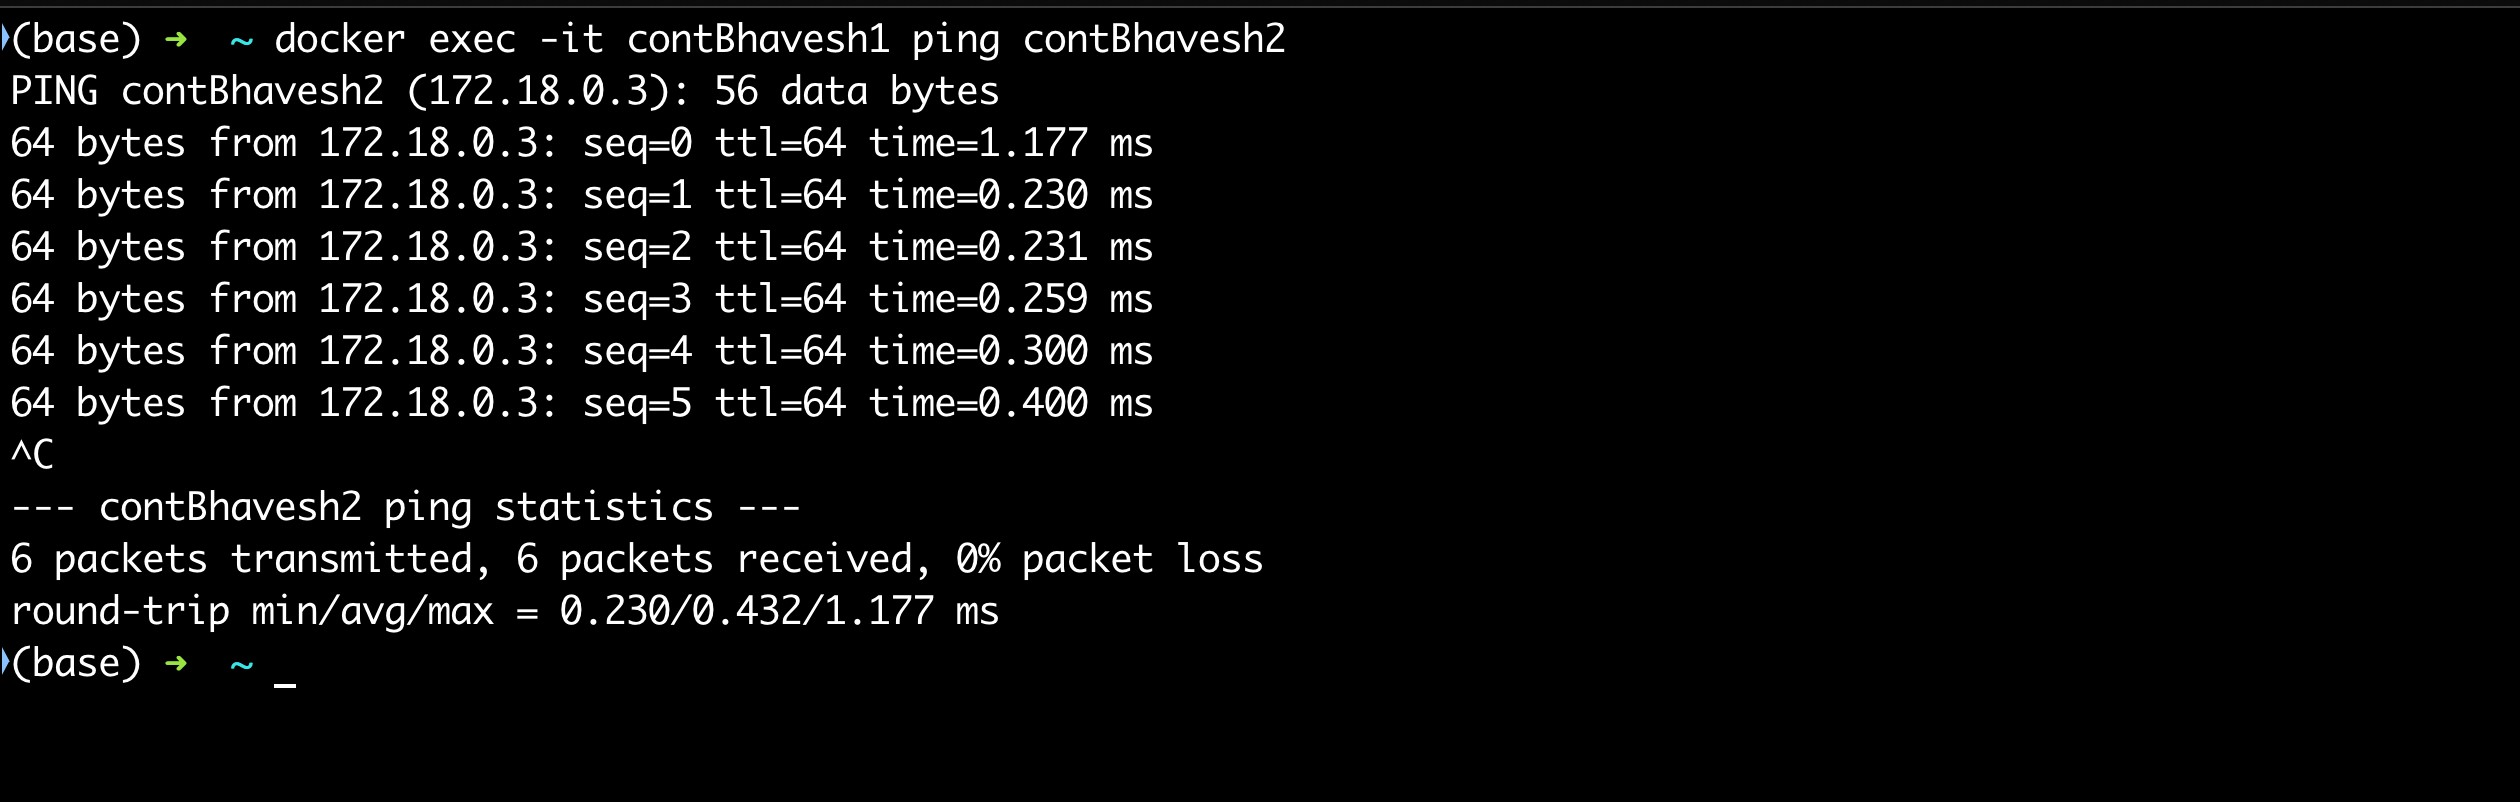 (base) ➜  ~ docker exec -it contBhavesh1 ping contBhavesh2
PING contBhavesh2 (172.18.0.3): 56 data bytes
64 bytes from 172.18.0.3: seq=0 ttl=64 time=1.177 ms
64 bytes from 172.18.0.3: seq=1 ttl=64 time=0.230 ms
64 bytes from 172.18.0.3: seq=2 ttl=64 time=0.231 ms
64 bytes from 172.18.0.3: seq=3 ttl=64 time=0.259 ms
64 bytes from 172.18.0.3: seq=4 ttl=64 time=0.300 ms
64 bytes from 172.18.0.3: seq=5 ttl=64 time=0.400 ms
^C
--- contBhavesh2 ping statistics ---
6 packets transmitted, 6 packets received, 0% packet loss
round-trip min/avg/max = 0.230/0.432/1.177 ms
(base) ➜  ~ _